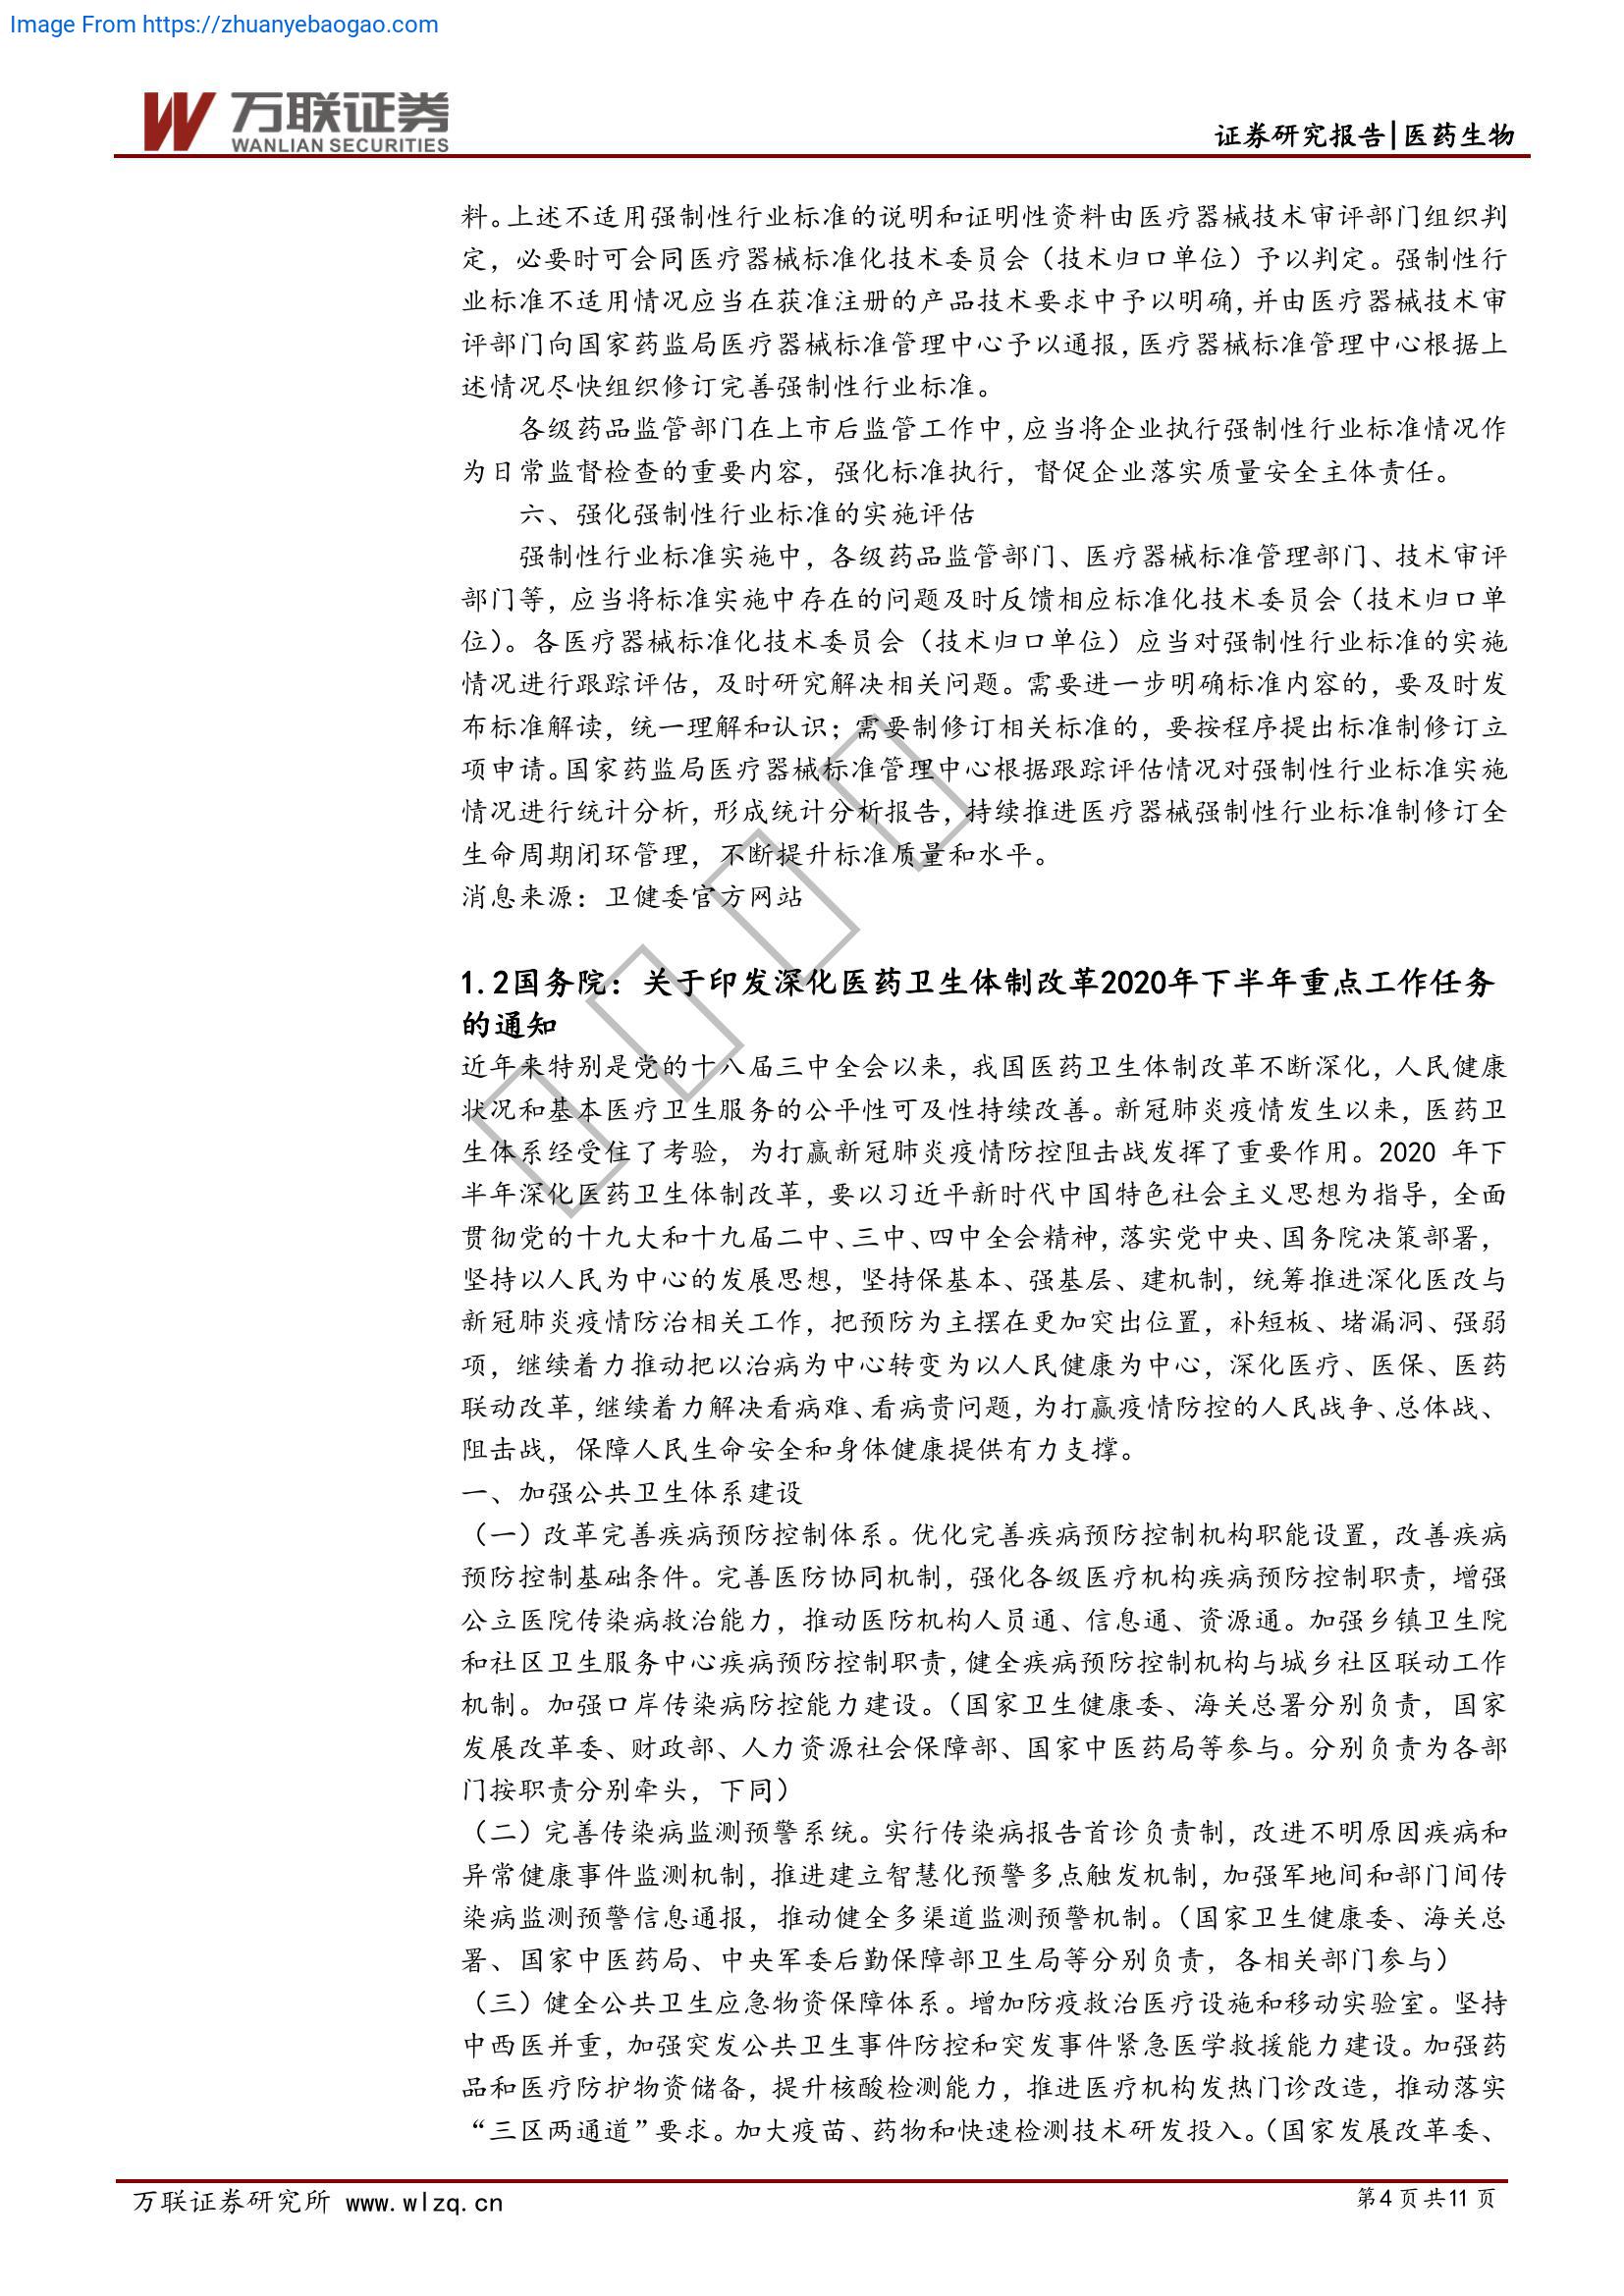 Image From https://zhuanyebaogao.com
万联证券
WANLIAN SECURITIES
证券研究报告|医药生物
料。上述不适用强制性行业标准的说明和证明性资料由医疗器械技术审评部门组织判
定，必要时可会同医疗器械标准化技术委员会（技术归口单位）予以判定。强制性行
业标准不适用情况应当在获准注册的产品技术要求中予以明确，并由医疗器械技术审
评部门向国家药监局医疗器械标准管理中心予以通报，医疗器械标准管理中心根据上
述情况尽快组织修订完善强制性行业标准。
各级药品监管部门在上市后监管工作中，应当将企业执行强制性行业标准情况作
为日常监督检查的重要内容，强化标准执行，督促企业落实质量安全主体责任。
六、强化强制性行业标准的实施评估
强制性行业标准实施中，各级药品监管部门、医疗器械标准管理部门、技术审评
部门等，应当将标准实施中存在的问题及时反馈相应标准化技术委员会（技术归口单
位）。各医疗器械标准化技术委员会（技术归口单位）应当对强制性行业标准的实施
情况进行跟踪评估，及时研究解决相关问题。需要进一步明确标准内容的，要及时发
布标准解读，统一理解和认识；需要制修订相关标准的，要按程序提出标准制修订立
项申请。国家药监局医疗器械标准管理中心根据跟踪评估情况对强制性行业标准实施
情况进行统计分析，形成统计分析报告，持续推进医疗器械强制性行业标准制修订全
生命周期闭环管理，不断提升标准质量和水平。
消息来源：卫健委官方网站
1.2国务院：关于印发深化医药卫生体制改革2020年下半年重点工作任务
的通知
近年来特别是党的十八届三中全会以来，我国医药卫生体制改革不断深化，人民健康
状况和基本医疗卫生服务的公平性可及性持续改善。新冠肺炎疫情发生以来，医药卫
生体系经受住了考验，为打赢新冠肺炎疫情防控阻击战发挥了重要作用。2020 年下
半年深化医药卫生体制改革，要以习近平新时代中国特色社会主义思想为指导，全面
贯彻党的十九大和十九届二中、三中、四中全会精神，落实党中央、国务院决策部署，
坚持以人民为中心的发展思想，坚持保基本、强基层、建机制，统筹推进深化医改与
新冠肺炎疫情防治相关工作，把预防为主摆在更加突出位置，补短板、堵漏洞、强弱
项，继续着力推动把以治病为中心转变为以人民健康为中心，深化医疗、医保、医药
联动改革，继续着力解决看病难、看病贵问题，为打赢疫情防控的人民战争、总体战、
阻击战，保障人民生命安全和身体健康提供有力支撑。
一、加强公共卫生体系建设
（一）改革完善疾病预防控制体系。优化完善疾病预防控制机构职能设置，改善疾病
预防控制基础条件。完善医防协同机制，强化各级医疗机构疾病预防控制职责，增强
公立医院传染病救治能力，推动医防机构人员通、信息通、资源通。加强乡镇卫生院
和社区卫生服务中心疾病预防控制职责，健全疾病预防控制机构与城乡社区联动工作
机制。加强口岸传染病防控能力建设。（国家卫生健康委、海关总署分别负责，国家
发展改革委、财政部、人力资源社会保障部、国家中医药局等参与。分别负责为各部
门按职责分别牵头，下同）
（二）完善传染病监测预警系统。实行传染病报告首诊负责制，改进不明原因疾病和
异常健康事件监测机制，推进建立智慧化预警多点触发机制，加强军地间和部门间传
染病监测预警信息通报，推动健全多渠道监测预警机制。（国家卫生健康委、海关总
署、国家中医药局、中央军委后勤保障部卫生局等分别负责，各相关部门参与）
（三）健全公共卫生应急物资保障体系。增加防疫救治医疗设施和移动实验室。坚持
中西医并重，加强突发公共卫生事件防控和突发事件紧急医学救援能力建设。加强药
品和医疗防护物资储备，提升核酸检测能力，推进医疗机构发热门诊改造，推动落实
“三区两通道”要求。加大疫苗、药物和快速检测技术研发投入。（国家发展改革委、
万联证券研究所 www.wlzq.cn
第4页共11页